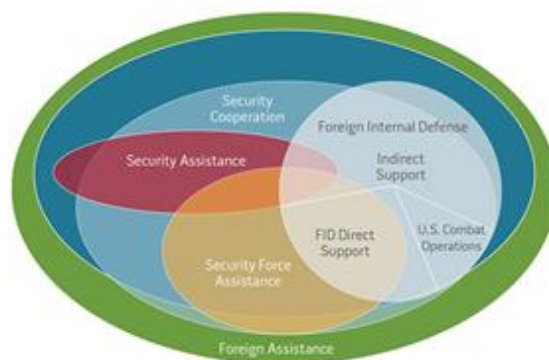 Security
Cooperation
Foreign Internal Defense
Security Assistance
Indirect
Support
FID Direct
Support
U.S. Combat
Operations
Security Force
Assistance
Foreign Assistance